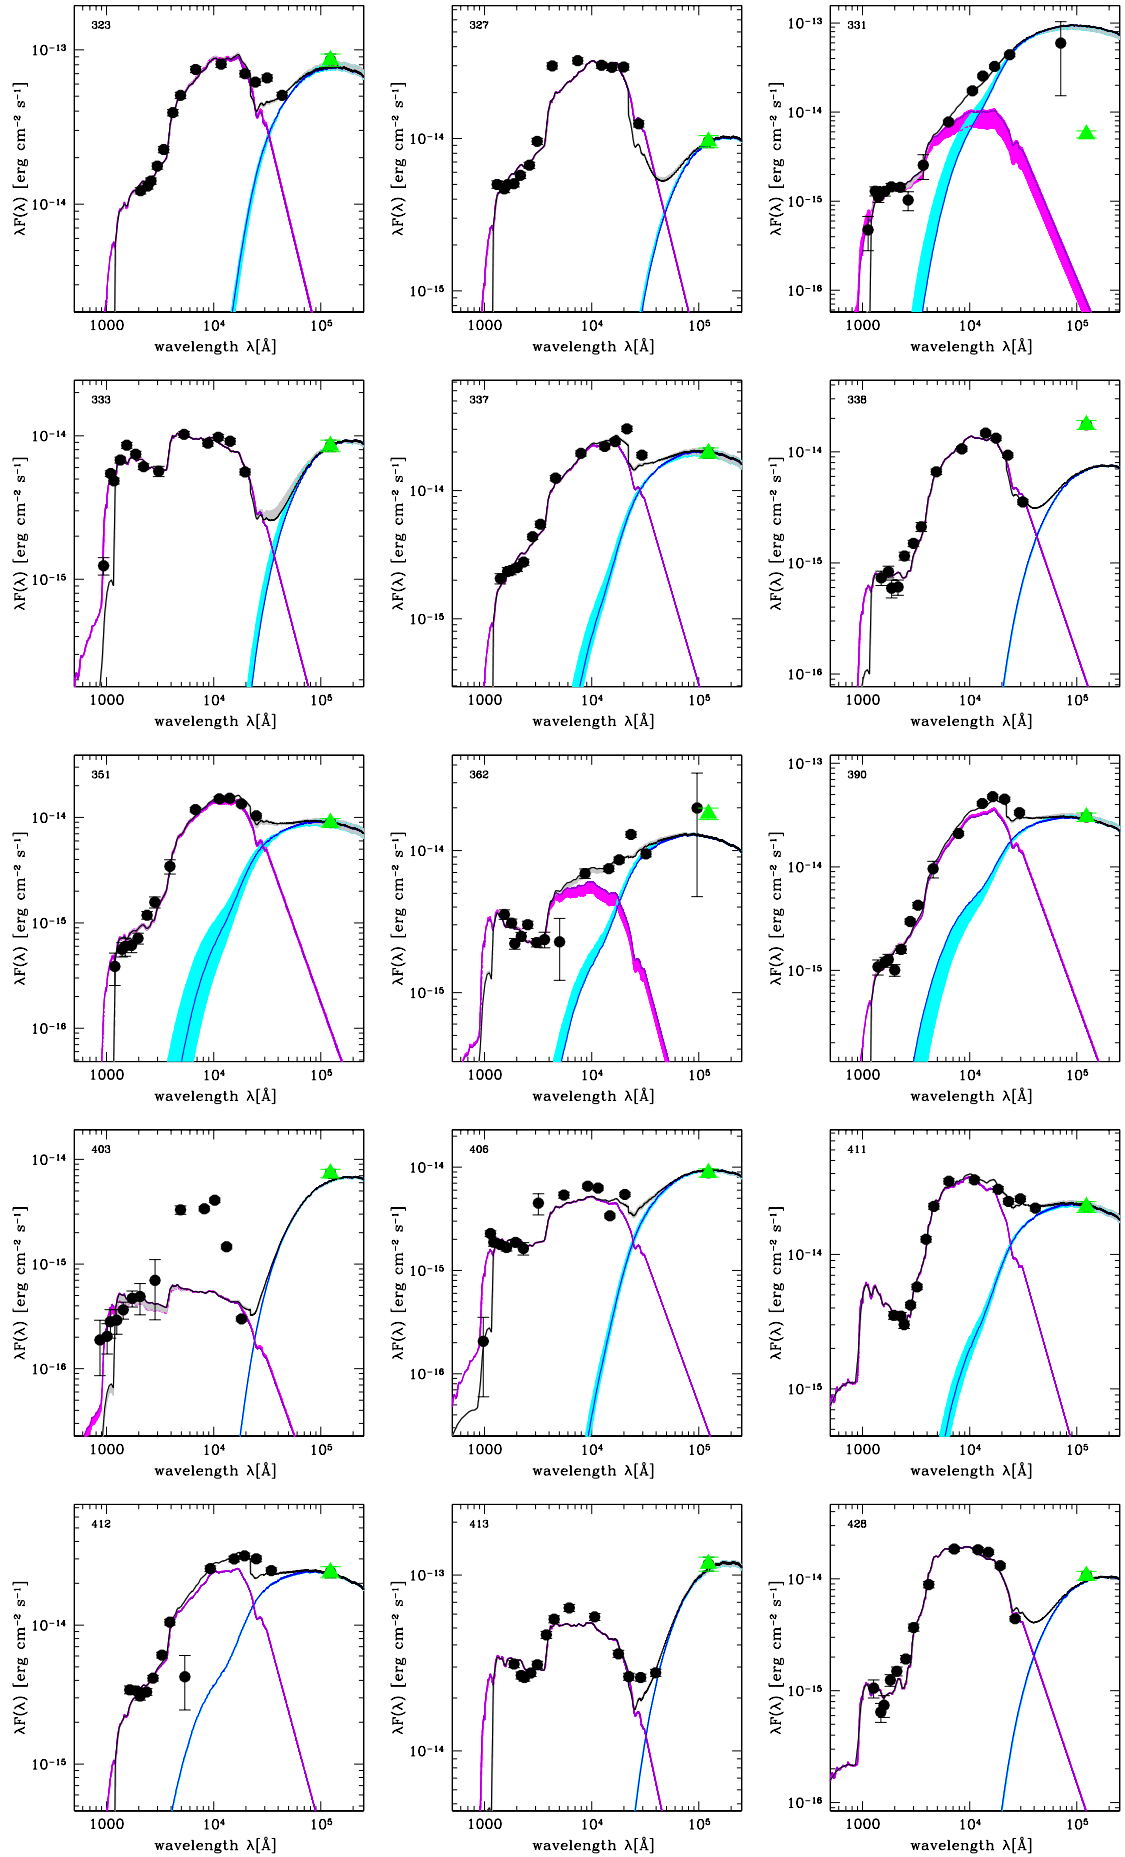 323
10⁻¹³
10⁻¹⁴
λF(λ) [erg cm⁻² s⁻¹]
1000 10⁴ 10⁵
wavelength λ[Å]
327
10⁻¹⁴
10⁻¹⁵
λF(λ) [erg cm⁻² s⁻¹]
1000 10⁴ 10⁵
wavelength λ[Å]
331
10⁻¹³
10⁻¹⁴
10⁻¹⁵
10⁻¹⁶
λF(λ) [erg cm⁻² s⁻¹]
1000 10⁴ 10⁵
wavelength λ[Å]
333
10⁻¹⁴
10⁻¹⁵
λF(λ) [erg cm⁻² s⁻¹]
1000 10⁴ 10⁵
wavelength λ[Å]
337
10⁻¹⁴
10⁻¹⁵
λF(λ) [erg cm⁻² s⁻¹]
1000 10⁴ 10⁵
wavelength λ[Å]
338
10⁻¹⁴
10⁻¹⁵
10⁻¹⁶
λF(λ) [erg cm⁻² s⁻¹]
1000 10⁴ 10⁵
wavelength λ[Å]
351
10⁻¹⁴
10⁻¹⁵
10⁻¹⁶
λF(λ) [erg cm⁻² s⁻¹]
1000 10⁴ 10⁵
wavelength λ[Å]
362
10⁻¹⁴
10⁻¹⁵
λF(λ) [erg cm⁻² s⁻¹]
1000 10⁴ 10⁵
wavelength λ[Å]
390
10⁻¹³
10⁻¹⁴
10⁻¹⁵
λF(λ) [erg cm⁻² s⁻¹]
1000 10⁴ 10⁵
wavelength λ[Å]
403
10⁻¹⁴
10⁻¹⁵
10⁻¹⁶
λF(λ) [erg cm⁻² s⁻¹]
1000 10⁴ 10⁵
wavelength λ[Å]
406
10⁻¹⁴
10⁻¹⁵
10⁻¹⁶
λF(λ) [erg cm⁻² s⁻¹]
1000 10⁴ 10⁵
wavelength λ[Å]
411
10⁻¹⁴
10⁻¹⁵
λF(λ) [erg cm⁻² s⁻¹]
1000 10⁴ 10⁵
wavelength λ[Å]
412
10⁻¹⁴
10⁻¹⁵
λF(λ) [erg cm⁻² s⁻¹]
1000 10⁴ 10⁵
wavelength λ[Å]
413
10⁻¹³
10⁻¹⁴
λF(λ) [erg cm⁻² s⁻¹]
1000 10⁴ 10⁵
wavelength λ[Å]
428
10⁻¹⁴
10⁻¹⁵
10⁻¹⁶
λF(λ) [erg cm⁻² s⁻¹]
1000 10⁴ 10⁵
wavelength λ[Å]